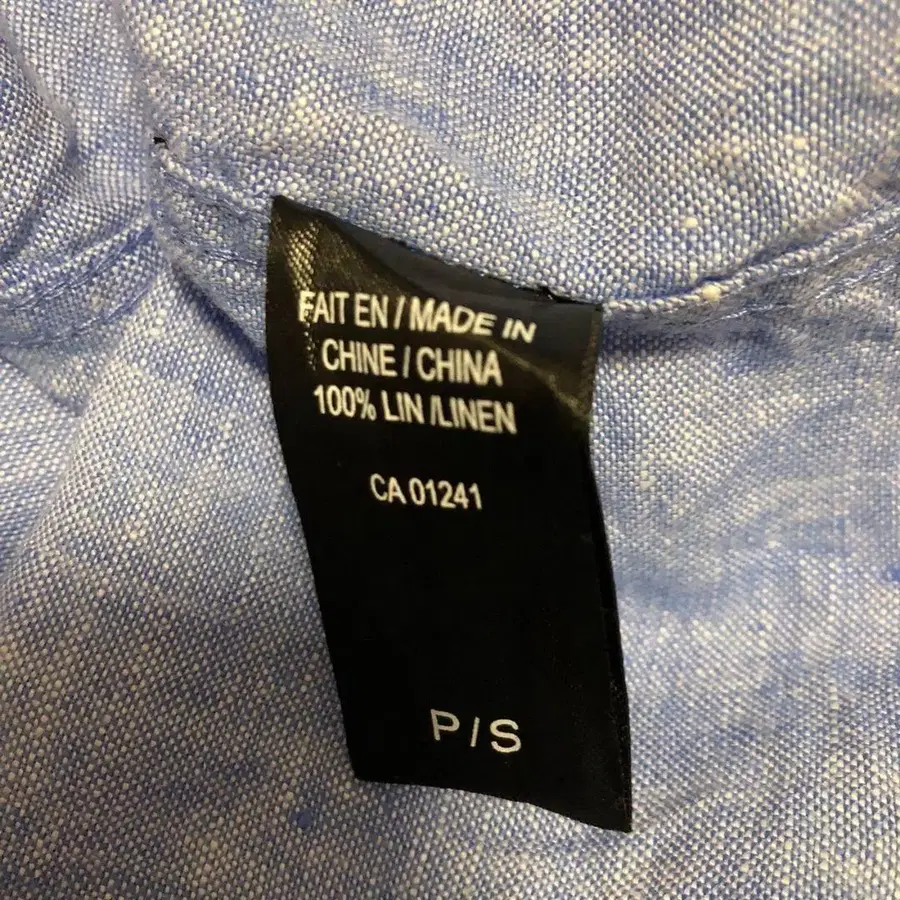 FAIT EN / MADE IN
CHINE / CHINA
100% LIN /LINEN
CA 01241
P / S